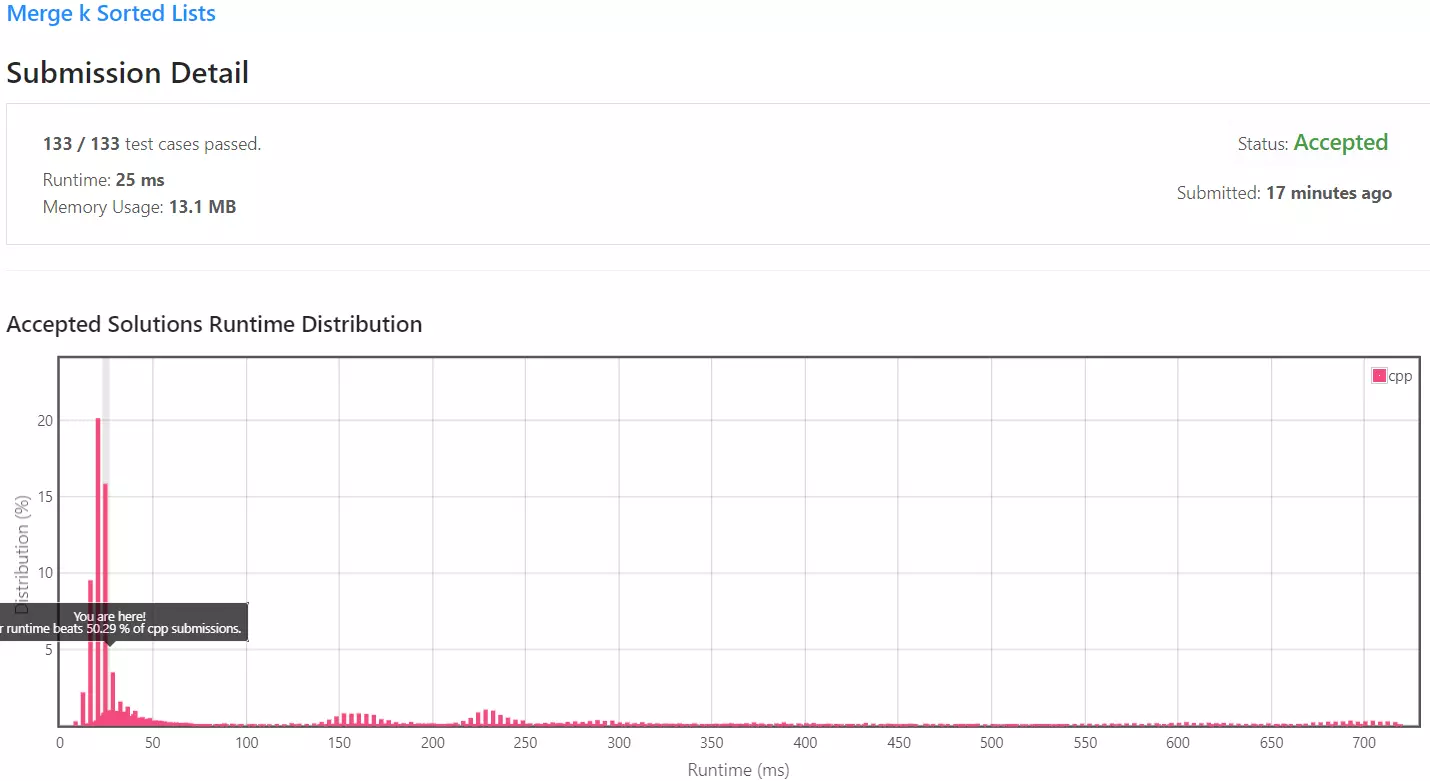 Merge k Sorted Lists
Submission Detail
133 / 133 test cases passed.
Status: Accepted
Runtime: 25 ms
Submitted: 17 minutes ago
Memory Usage: 13.1 MB
Accepted Solutions Runtime Distribution
cpp
20
15
10
5
Distribution (%)
You are here!
r runtime beats 50.29 % of cpp submissions.
0 50 100 150 200 250 300 350 400 450 500 550 600 650 700
Runtime (ms)